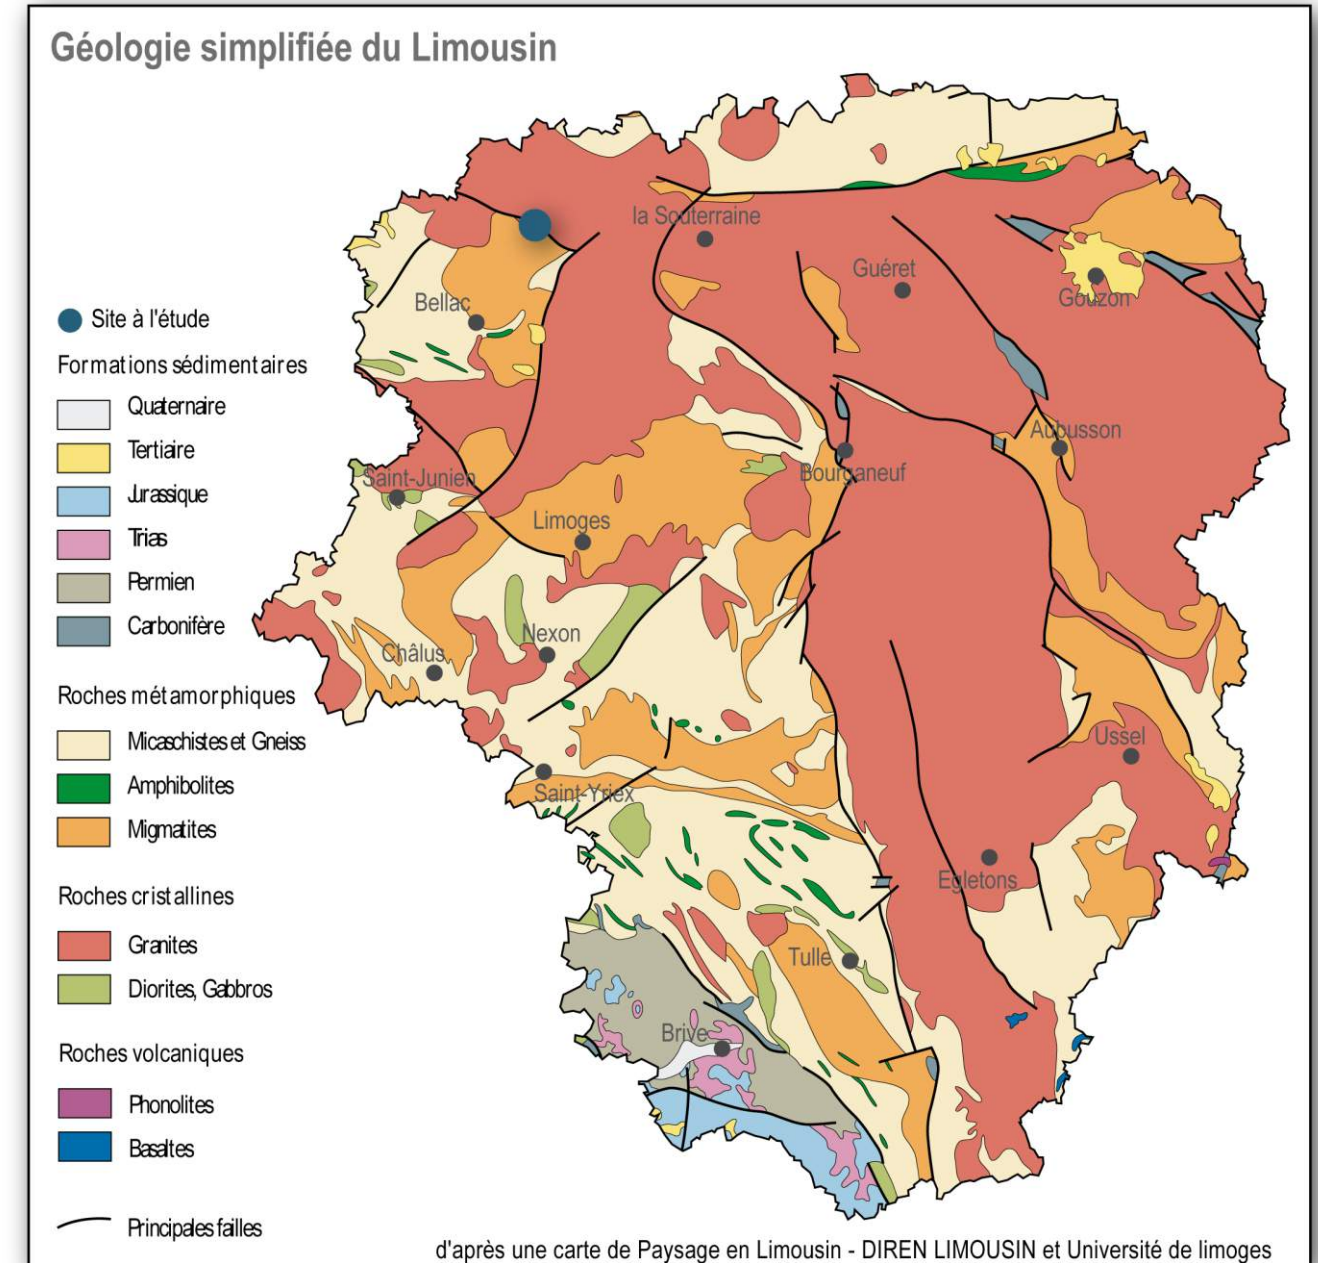 Géologie simplifiée du Limousin
la Souterraine
Guéret
Gouzon
Bellac
Site à l'étude
Formations sédimentaires
Quaternaire
Tertiaire
Jurassique
Trias
Permien
Carbonifère
Aubusson
Bourganeuf
Saint-Junien
Limoges
Nexon
Châlus
Roches métamorphiques
Micaschistes et Gneiss
Amphibolites
Migmatites
Ussel
Saint-Yriex
Egletons
Roches cristallines
Granites
Diorites, Gabbros
Tulle
Brive
Roches volcaniques
Phonolites
Basaltes
Principales failles
d'après une carte de Paysage en Limousin - DIREN LIMOUSIN et Université de limoges